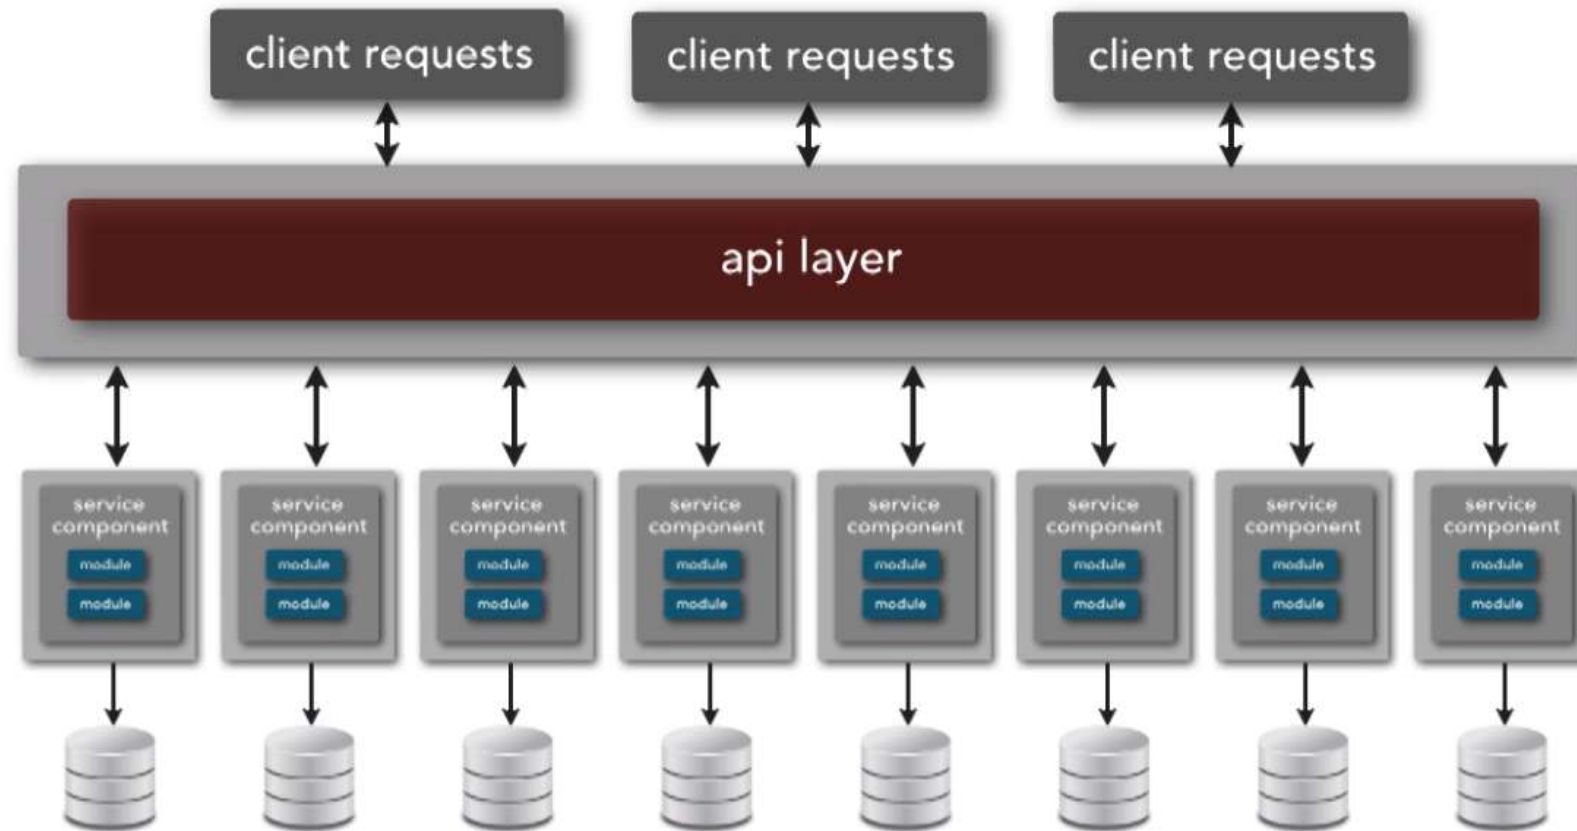 client requests
client requests
client requests
api layer
service
component
module
module
service
component
module
module
service
component
module
module
service
component
module
module
service
component
module
module
service
component
module
module
service
component
module
module
service
component
module
module